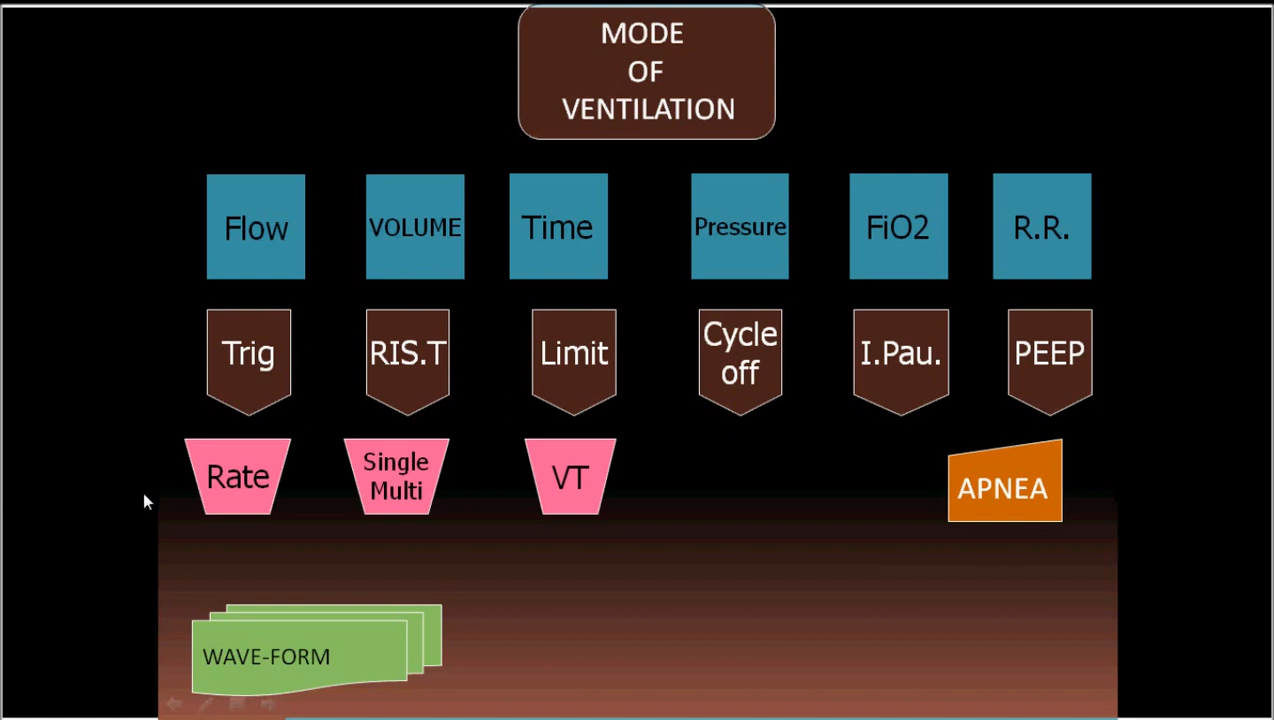 MODE
OF
VENTILATION
Flow
VOLUME
Time
Pressure
FiO2
R.R.
Trig
RIS.T
Limit
Cycle
off
I.Pau.
PEEP
Rate
Single
Multi
VT
APNEA
WAVE-FORM